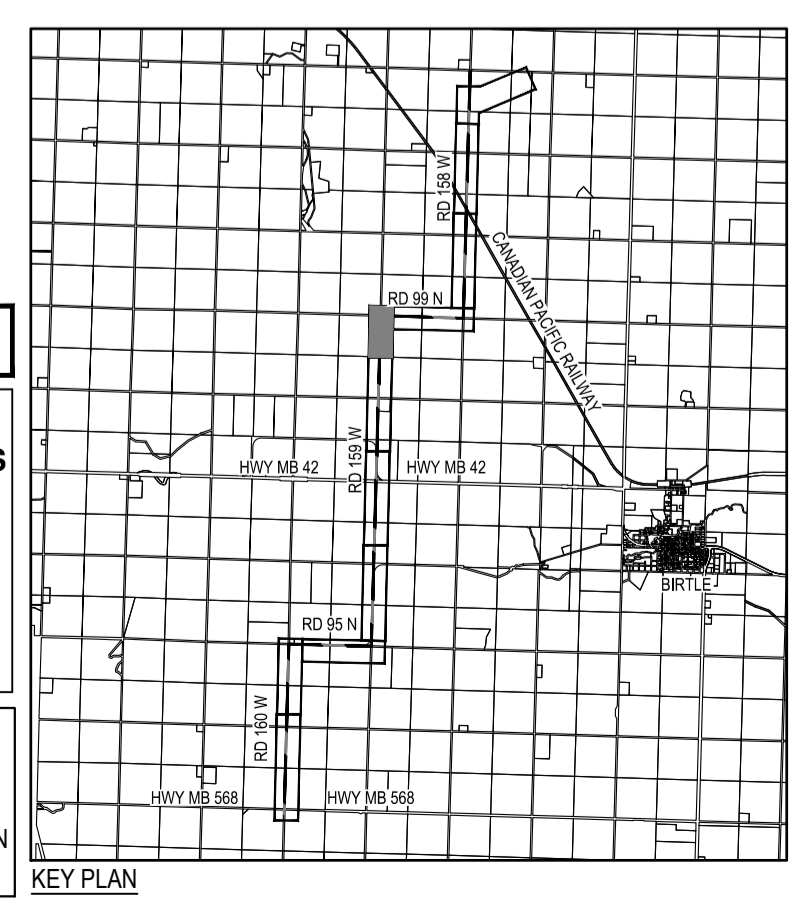 RD 158 W
CANADIAN PACIFIC RAILWAY
RD 99 N
s
RD 159 W
HWY MB 42
HWY MB 42
BIRTLE
RD 95 N
RD 160 W
HWY MB 568
HWY MB 568
N
KEY PLAN